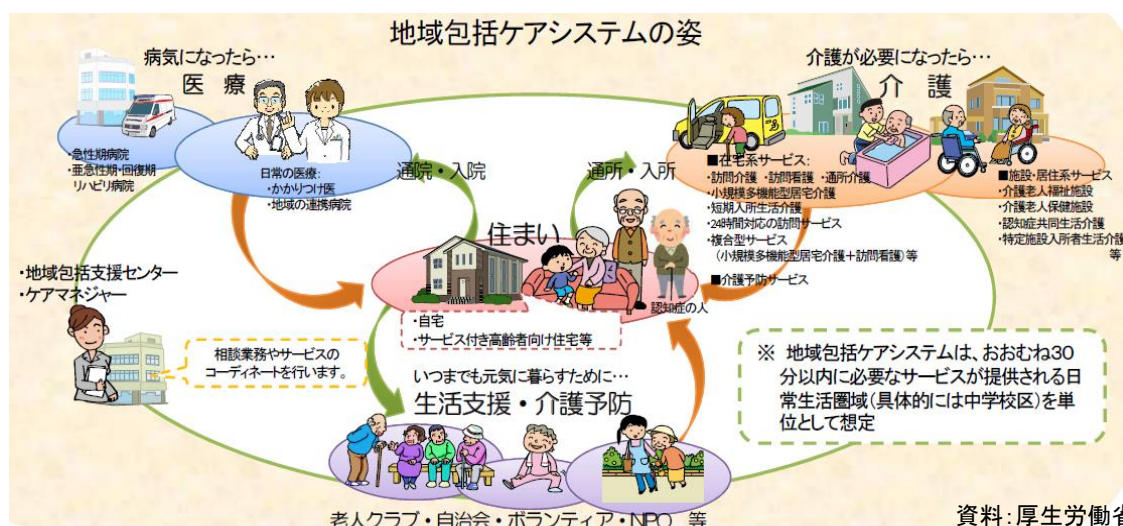 地域包括ケアシステムの姿
病気になったら…
医 療
・急性期病院
・亜急性期・回復期
リハビリ病院
日常の医療:
・かかりつけ医
・地域の連携病院
通院・入院
通所・入所
介護が必要になったら…
介 護
■在宅系サービス:
・訪問介護 ・訪問看護 ・通所介護
・小規模多機能型居宅介護
・短期入所生活介護
・24時間対応の訪問サービス
・複合型サービス
(小規模多機能型居宅介護+訪問看護)等
■介護予防サービス
■施設・居住系サービス
・介護老人福祉施設
・介護老人保健施設
・認知症共同生活介護
・特定施設入所者生活介護
等
住まい
認知症の人
・自宅
・サービス付き高齢者向け住宅等
・地域包括支援センター
・ケアマネジャー
相談業務やサービスの
コーディネートを行います。
いつまでも元気に暮らすために…
生活支援・介護予防
老人クラブ・自治会・ボランティア・NPO 等
※ 地域包括ケアシステムは、おおむね30
分以内に必要なサービスが提供される日
常生活圏域(具体的には中学校区)を単
位として想定
資料:厚生労働省